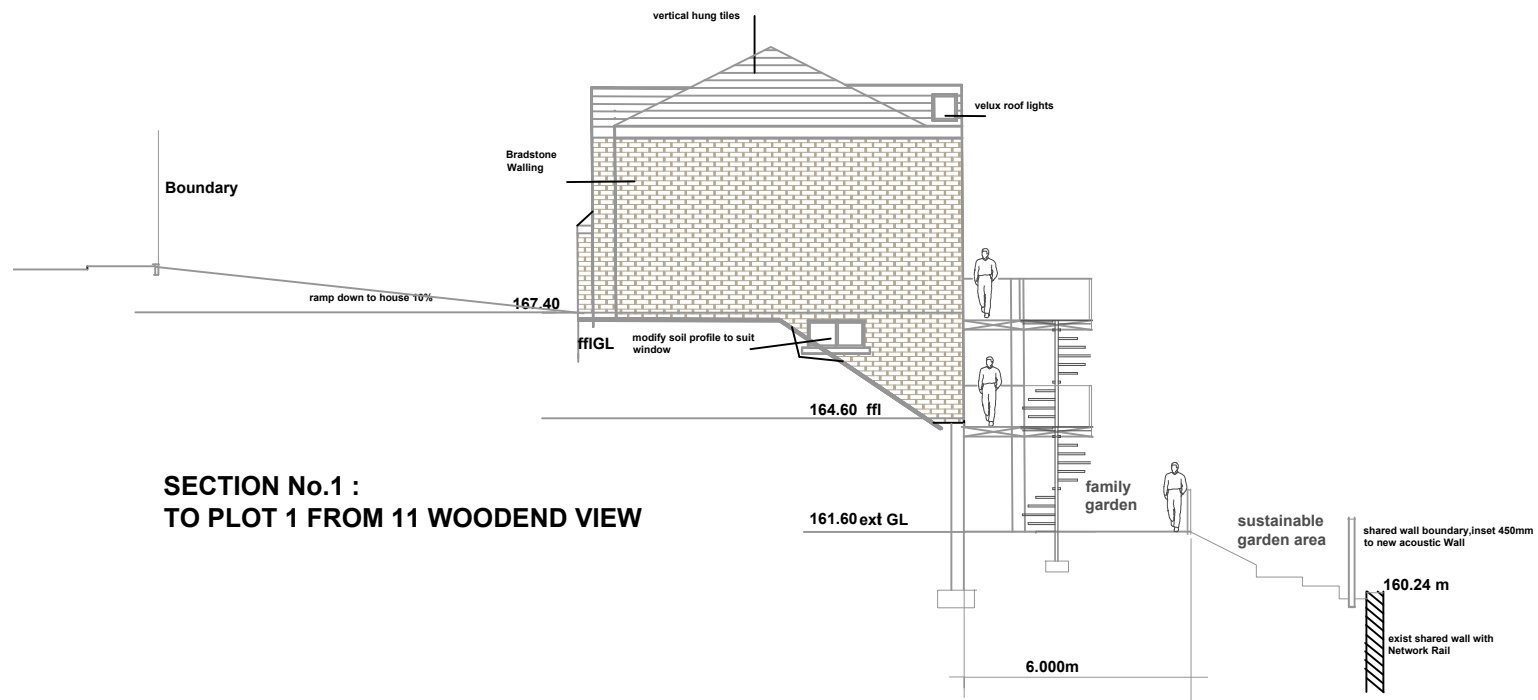 vertical hung tiles
velux roof lights
Bradstone
Walling
Boundary
ramp down to house 10%
167.40
fflGL
modify soil profile to suit
window
164.60 ffl
SECTION No.1 :
TO PLOT 1 FROM 11 WOODEND VIEW
family
garden
161.60 ext GL
sustainable
garden area
shared wall boundary,inset 450mm
to new acoustic Wall
160.24 m
exist shared wall with
Network Rail
6.000m